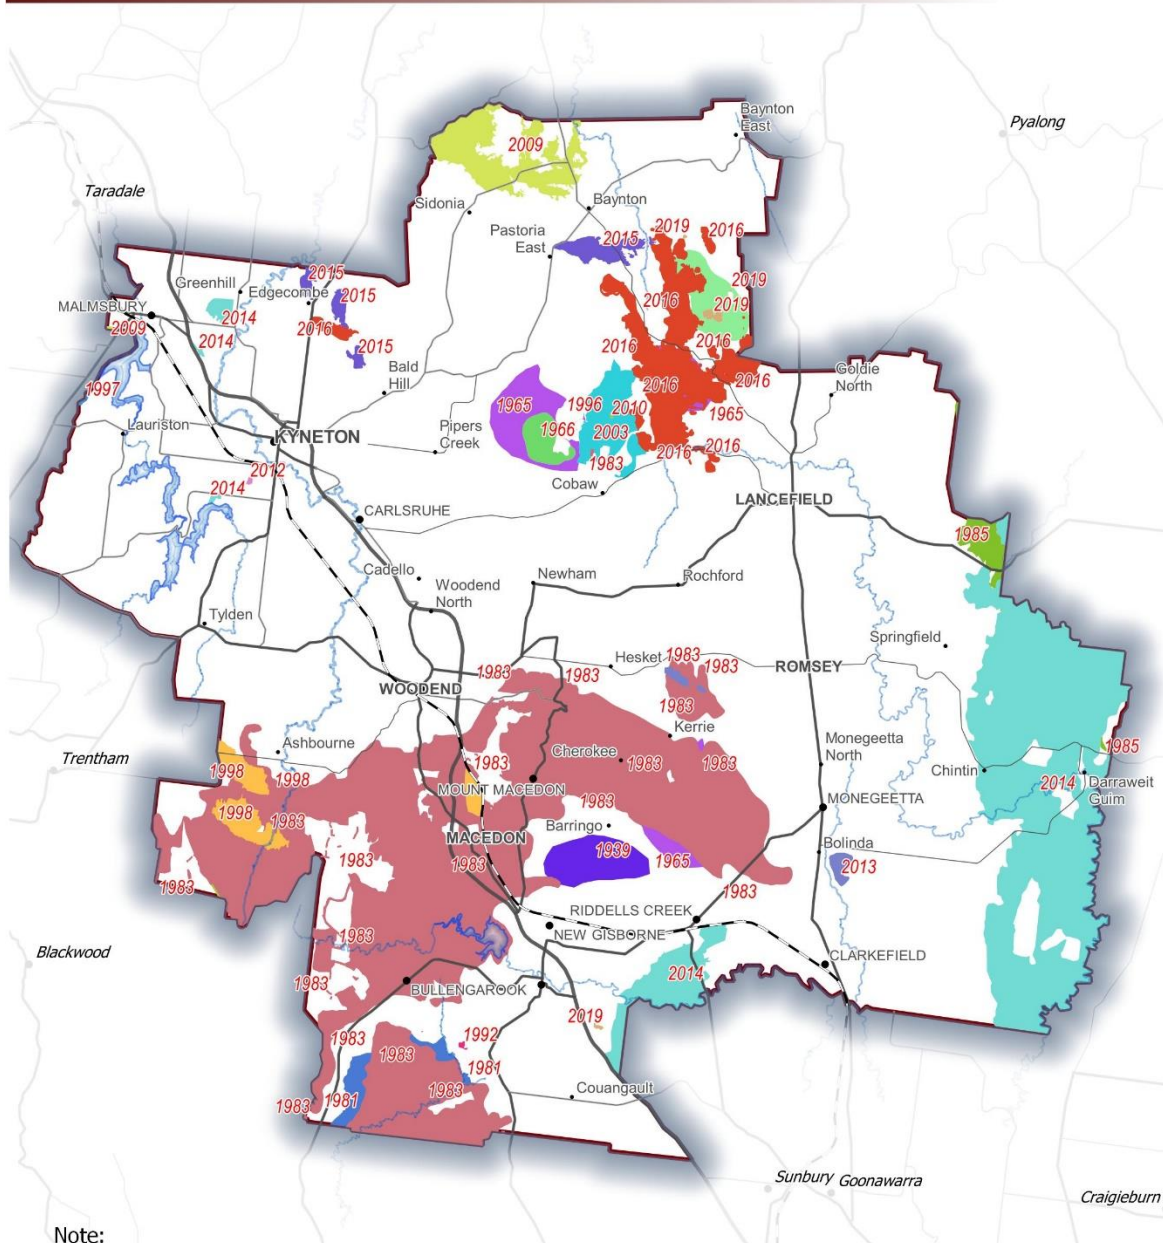 Baynton
East
Pyalong
2009
Taradale
Sidonia
Baynton
Pastoria
East
2015
2019
2016
Greenhill
2015
Edgecombe
2015
2019
MALMSBURY
2014
2016
2019
2009
2016
2016
2014
2015
2016
2016
2016
Goldie
North
1997
Bald
Hill
1965
1996
2010
1965
Lauriston
KYNETON
Pipers
Creek
1966
2003
2016
2016
2012
1983
2014
Cobaw
LANCEFIELD
CARLSRUHE
1985
Cadello
Newham
Rochford
Woodend
North
Tylden
Springfield
Hesket
1983
1983
ROMSEY
1983
1983
WOODEND
1983
Kerrie
Ashbourne
Cherokee
Monegeetta
North
1985
Trentham
1998
1998
1983
1983
1983
Chintin
2014
Darraweit
Guim
MOUNT MACEDON
1998
1983
1983
MONEGEETTA
Barringo
MACEDON
1939
1965
Bolinda
1983
1983
2013
1983
1983
RIDDELLS CREEK
NEW GISBORNE
Blackwood
1983
CLARKEFIELD
1983
BULLENGAROOK
2014
2019
1983
1983
1992
1981
1981
1983
1983
Couangault
Sunbury
Goonawarra
Craigieburn
Note: